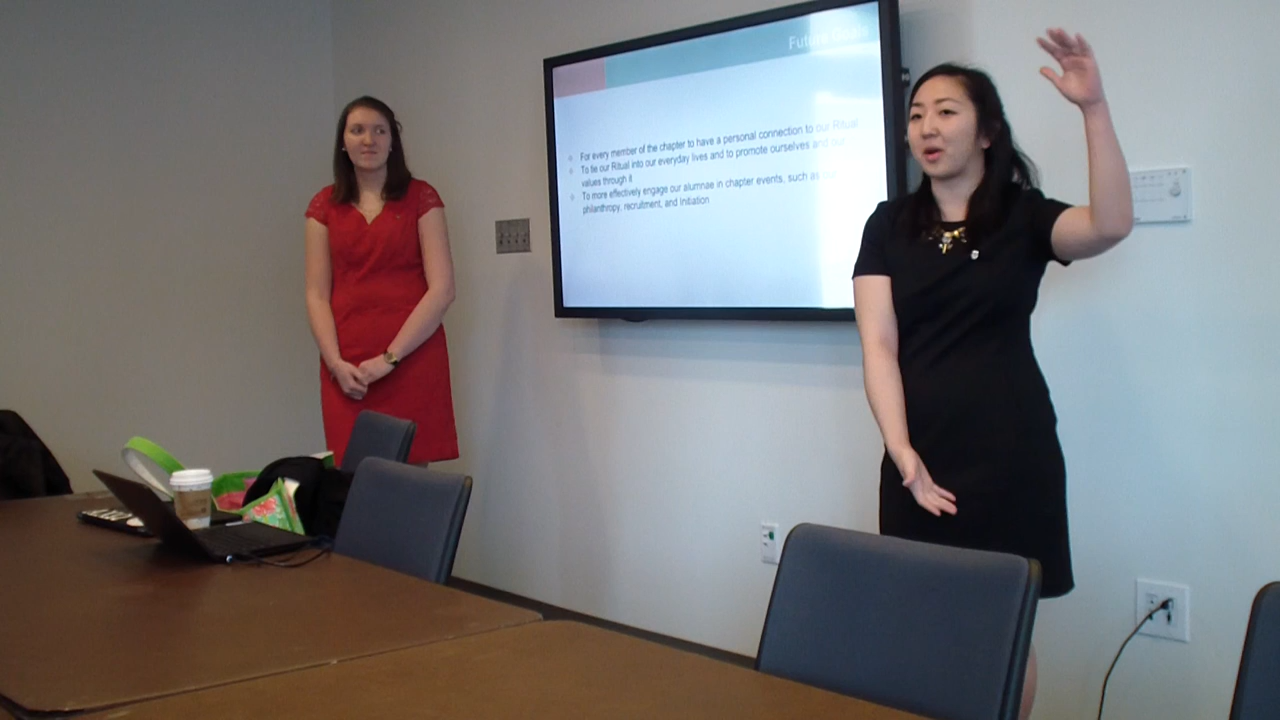 Future Goals
For every member of the chapter to have a personal connection to our Ritual
To tie our Ritual into our everyday lives and to promote ourselves and our
values through it
To more effectively engage our alumnae in chapter events, such as
philanthropy, recruitment, and Initiation